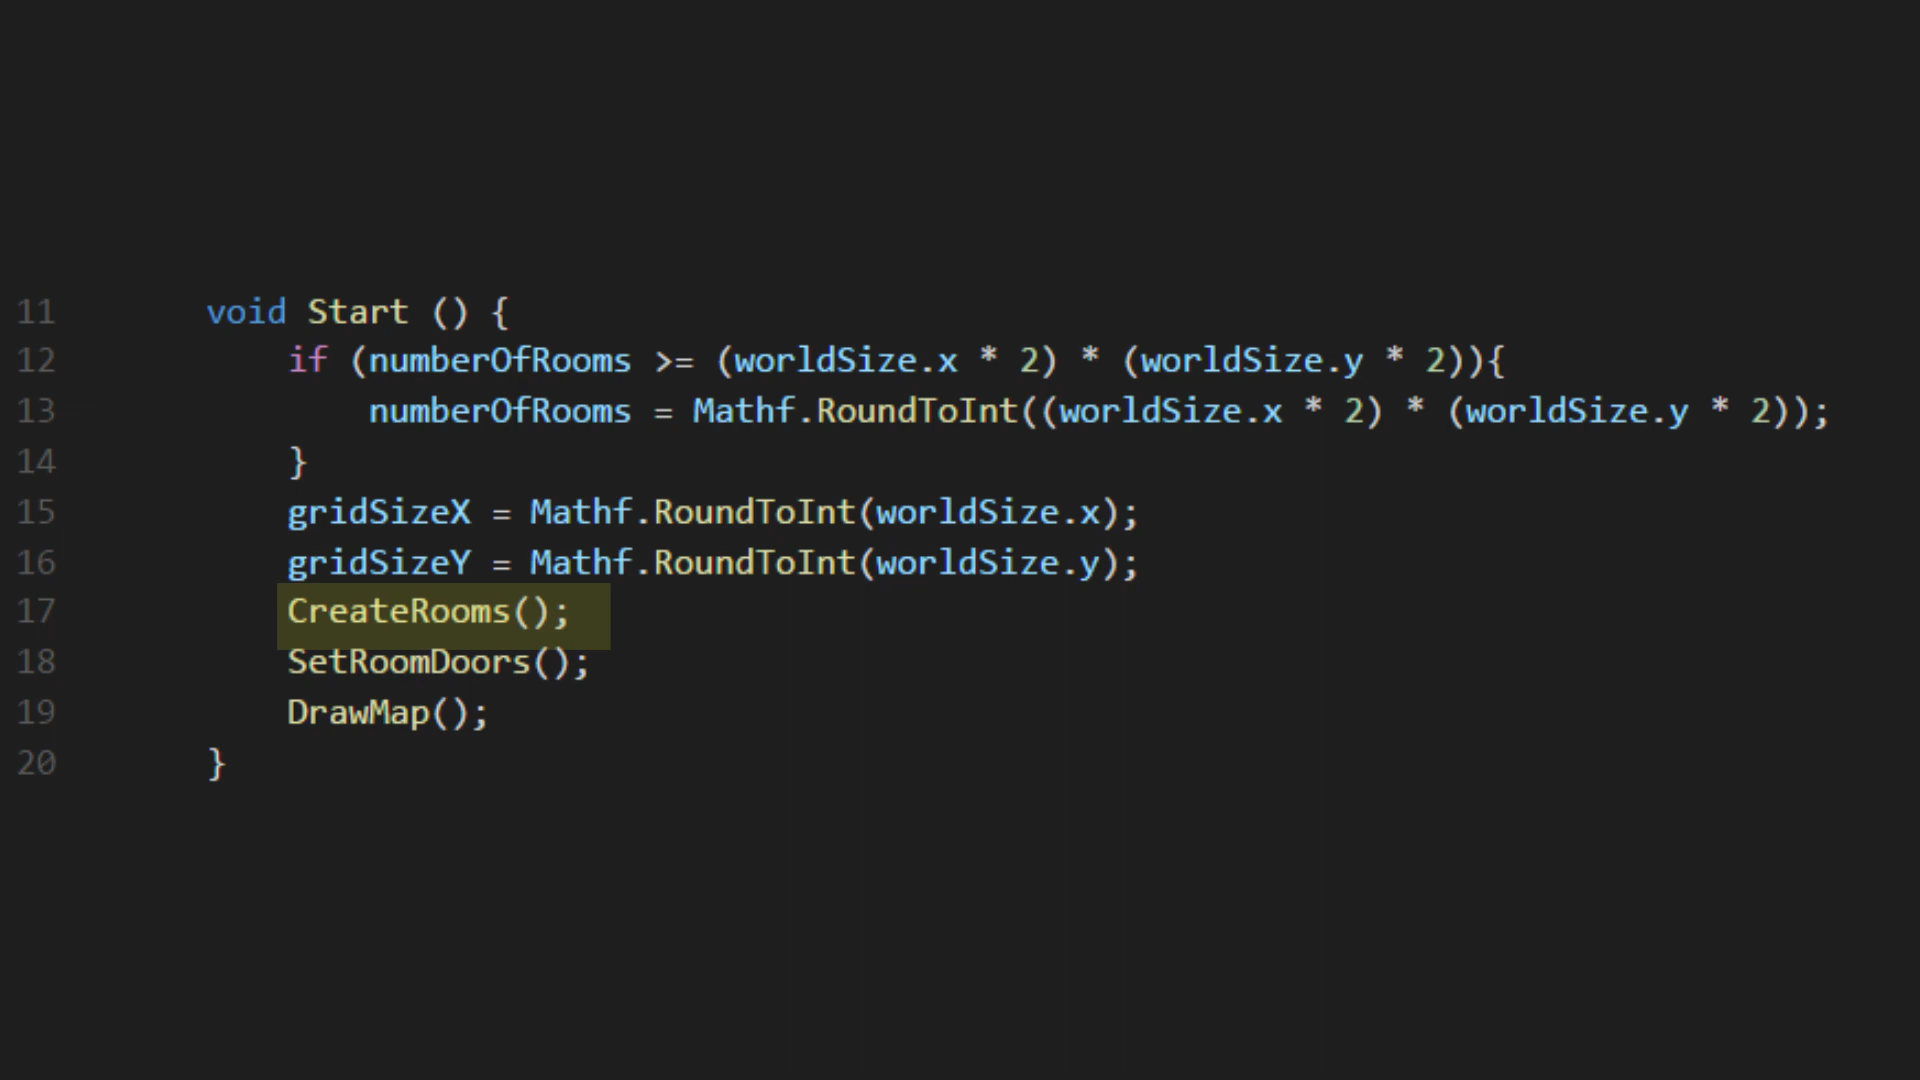 11 void Start () {
12 if (numberOfRooms >= (worldSize.x * 2) * (worldSize.y * 2)){
13 numberOfRooms = Mathf.RoundToInt((worldSize.x * 2) * (worldSize.y * 2));
14 }
15 gridSizeX = Mathf.RoundToInt(worldSize.x);
16 gridSizeY = Mathf.RoundToInt(worldSize.y);
17 CreateRooms();
18 SetRoomDoors();
19 DrawMap();
20 }